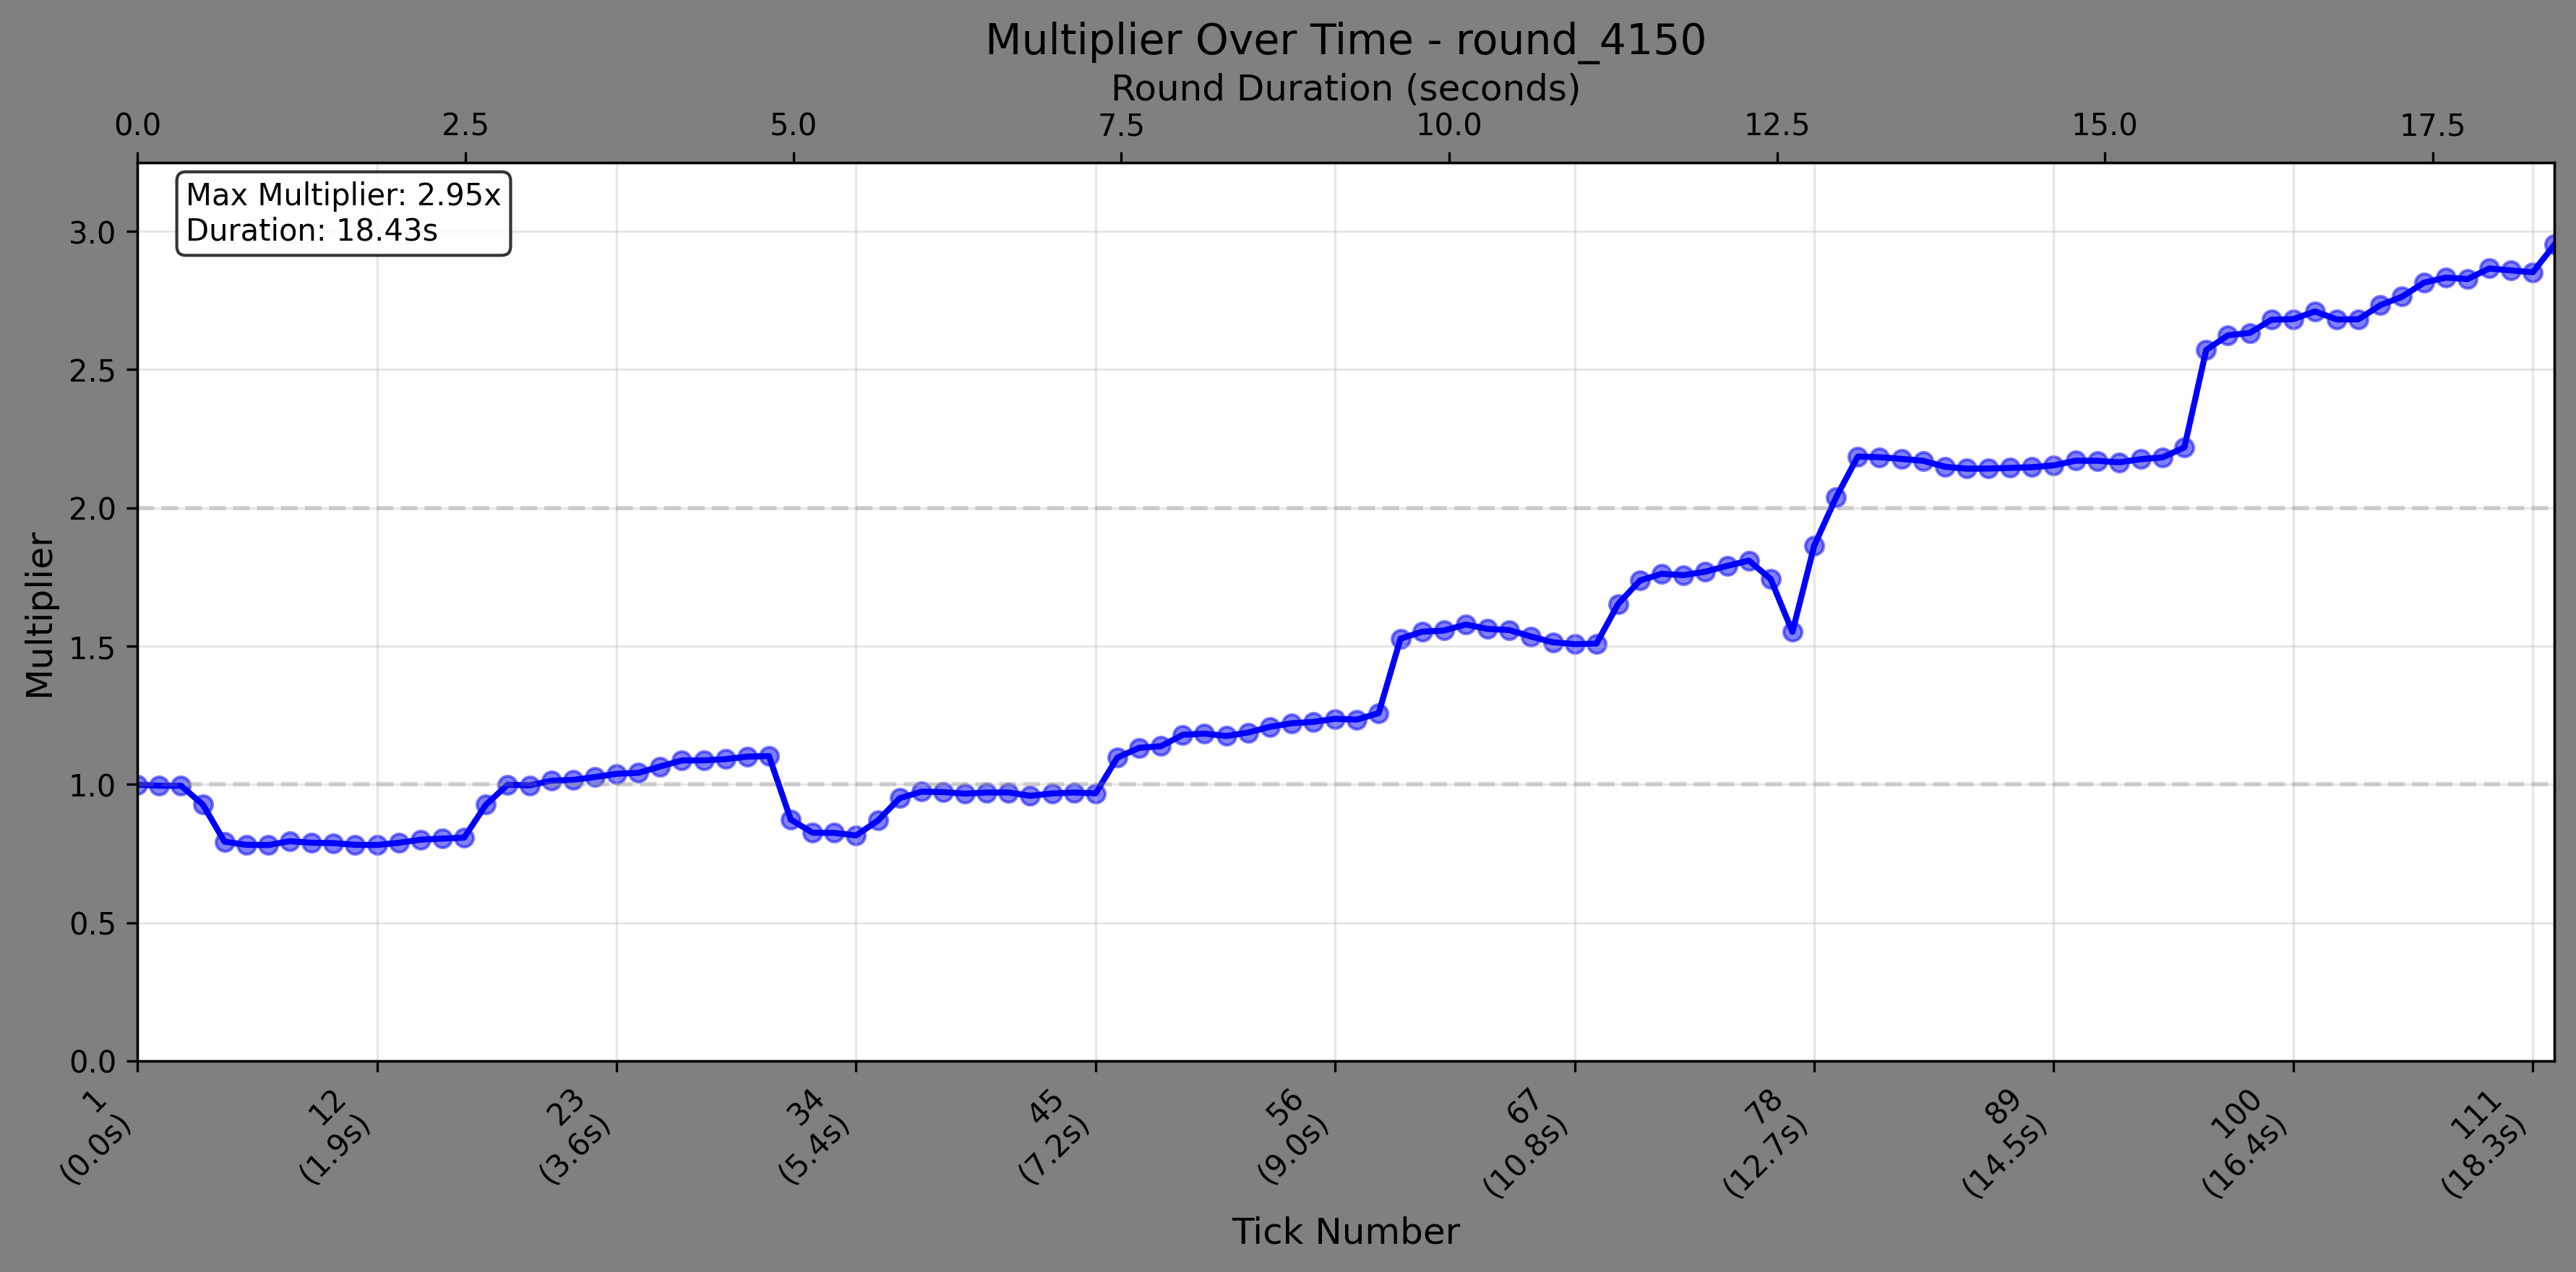 Multiplier Over Time - round_4150
Round Duration (seconds)
0.0 2.5 5.0 7.5 10.0 12.5 15.0 17.5
Max Multiplier: 2.95x
Duration: 18.43s
3.0
2.5
2.0
1.5
1.0
0.5
0.0
Multiplier
1
(0.0s)
12
(1.9s)
23
(3.6s)
34
(5.4s)
45
(7.2s)
56
(9.0s)
67
(10.8s)
78
(12.7s)
89
(14.5s)
100
(16.4s)
111
(18.3s)
Tick Number